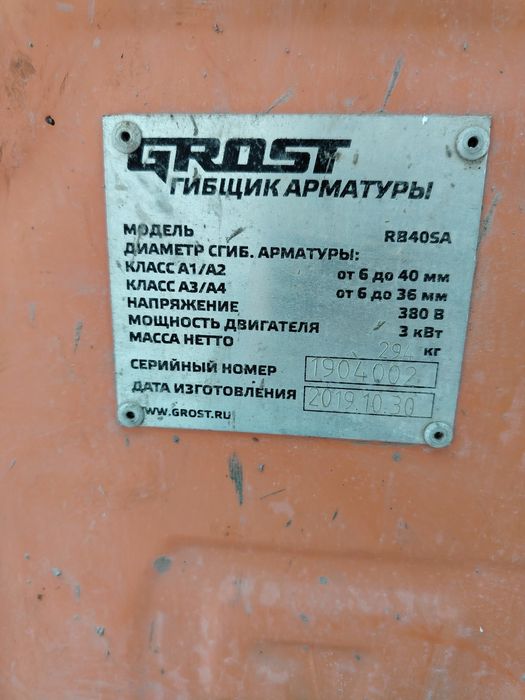 GROST
ГИБЩИК АРМАТУРЫ
МОДЕЛЬ RB40SA
ДИАМЕТР СГИБ. АРМАТУРЫ:
КЛАСС А1/А2 от 6 до 40 мм
КЛАСС А3/А4 от 6 до 36 мм
НАПРЯЖЕНИЕ 380 В
МОЩНОСТЬ ДВИГАТЕЛЯ 3 кВт
МАССА НЕТТО 294 кг
СЕРИЙНЫЙ НОМЕР 1904002
ДАТА ИЗГОТОВЛЕНИЯ 2019.10.30
WWW.GROST.RU